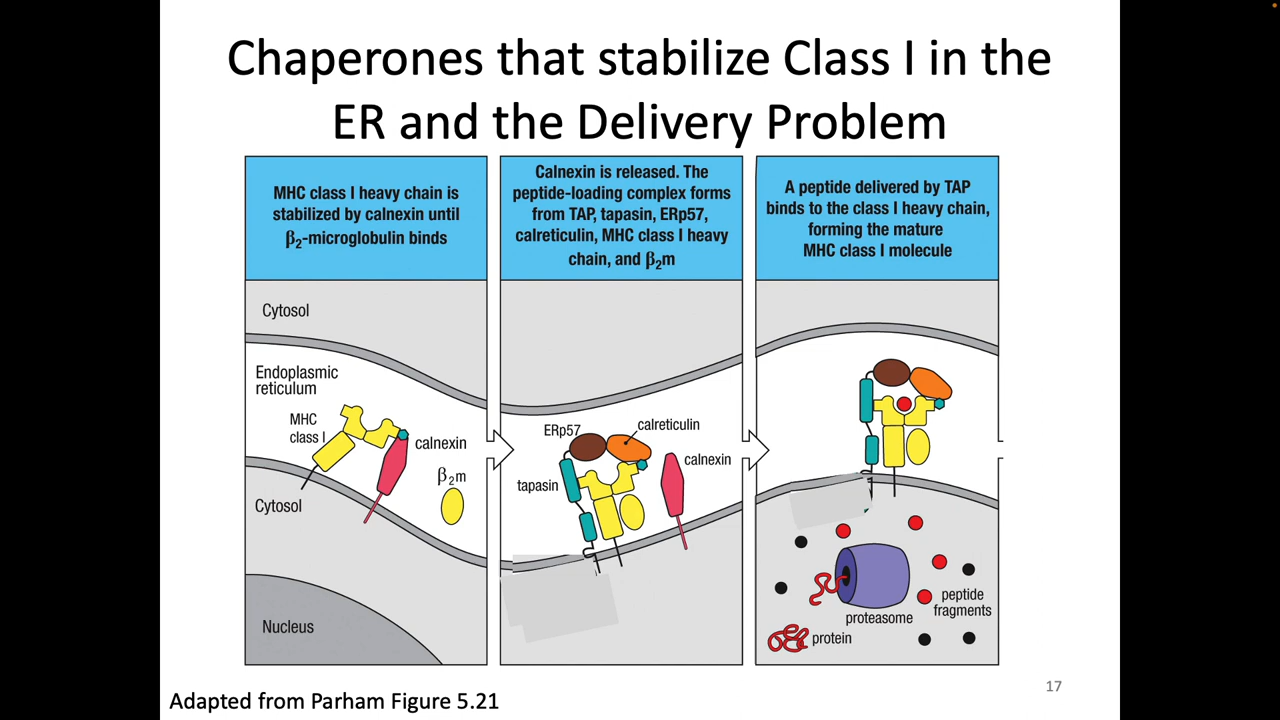 Chaperones that stabilize Class I in the
ER and the Delivery Problem
MHC class I heavy chain is
stabilized by calnexin until
β₂-microglobulin binds
Calnexin is released. The
peptide-loading complex forms
from TAP, tapasin, ERp57,
calreticulin, MHC class I heavy
chain, and β₂m
A peptide delivered by TAP
binds to the class I heavy chain,
forming the mature
MHC class I molecule
Cytosol
Endoplasmic
reticulum
MHC
class I
calnexin
β₂m
Cytosol
Nucleus
ERp57
calreticulin
calnexin
tapasin
peptide
fragments
proteasome
protein
Adapted from Parham Figure 5.21
17